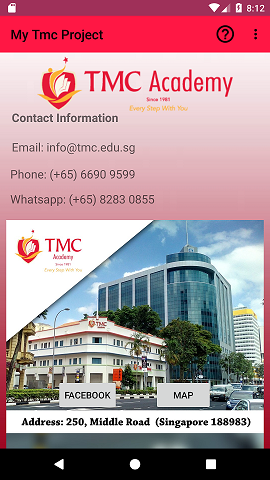 8:12
My Tmc Project
TMC Academy
Since 1981
Every Step With You
Contact Information
Email: info@tmc.edu.sg
Phone: (+65) 6690 9599
Whatsapp: (+65) 8283 0855
TMC
Academy
Since 1981
Every Step With You
TMC
FACEBOOK
MAP
Address: 250, Middle Road (Singapore 188983)